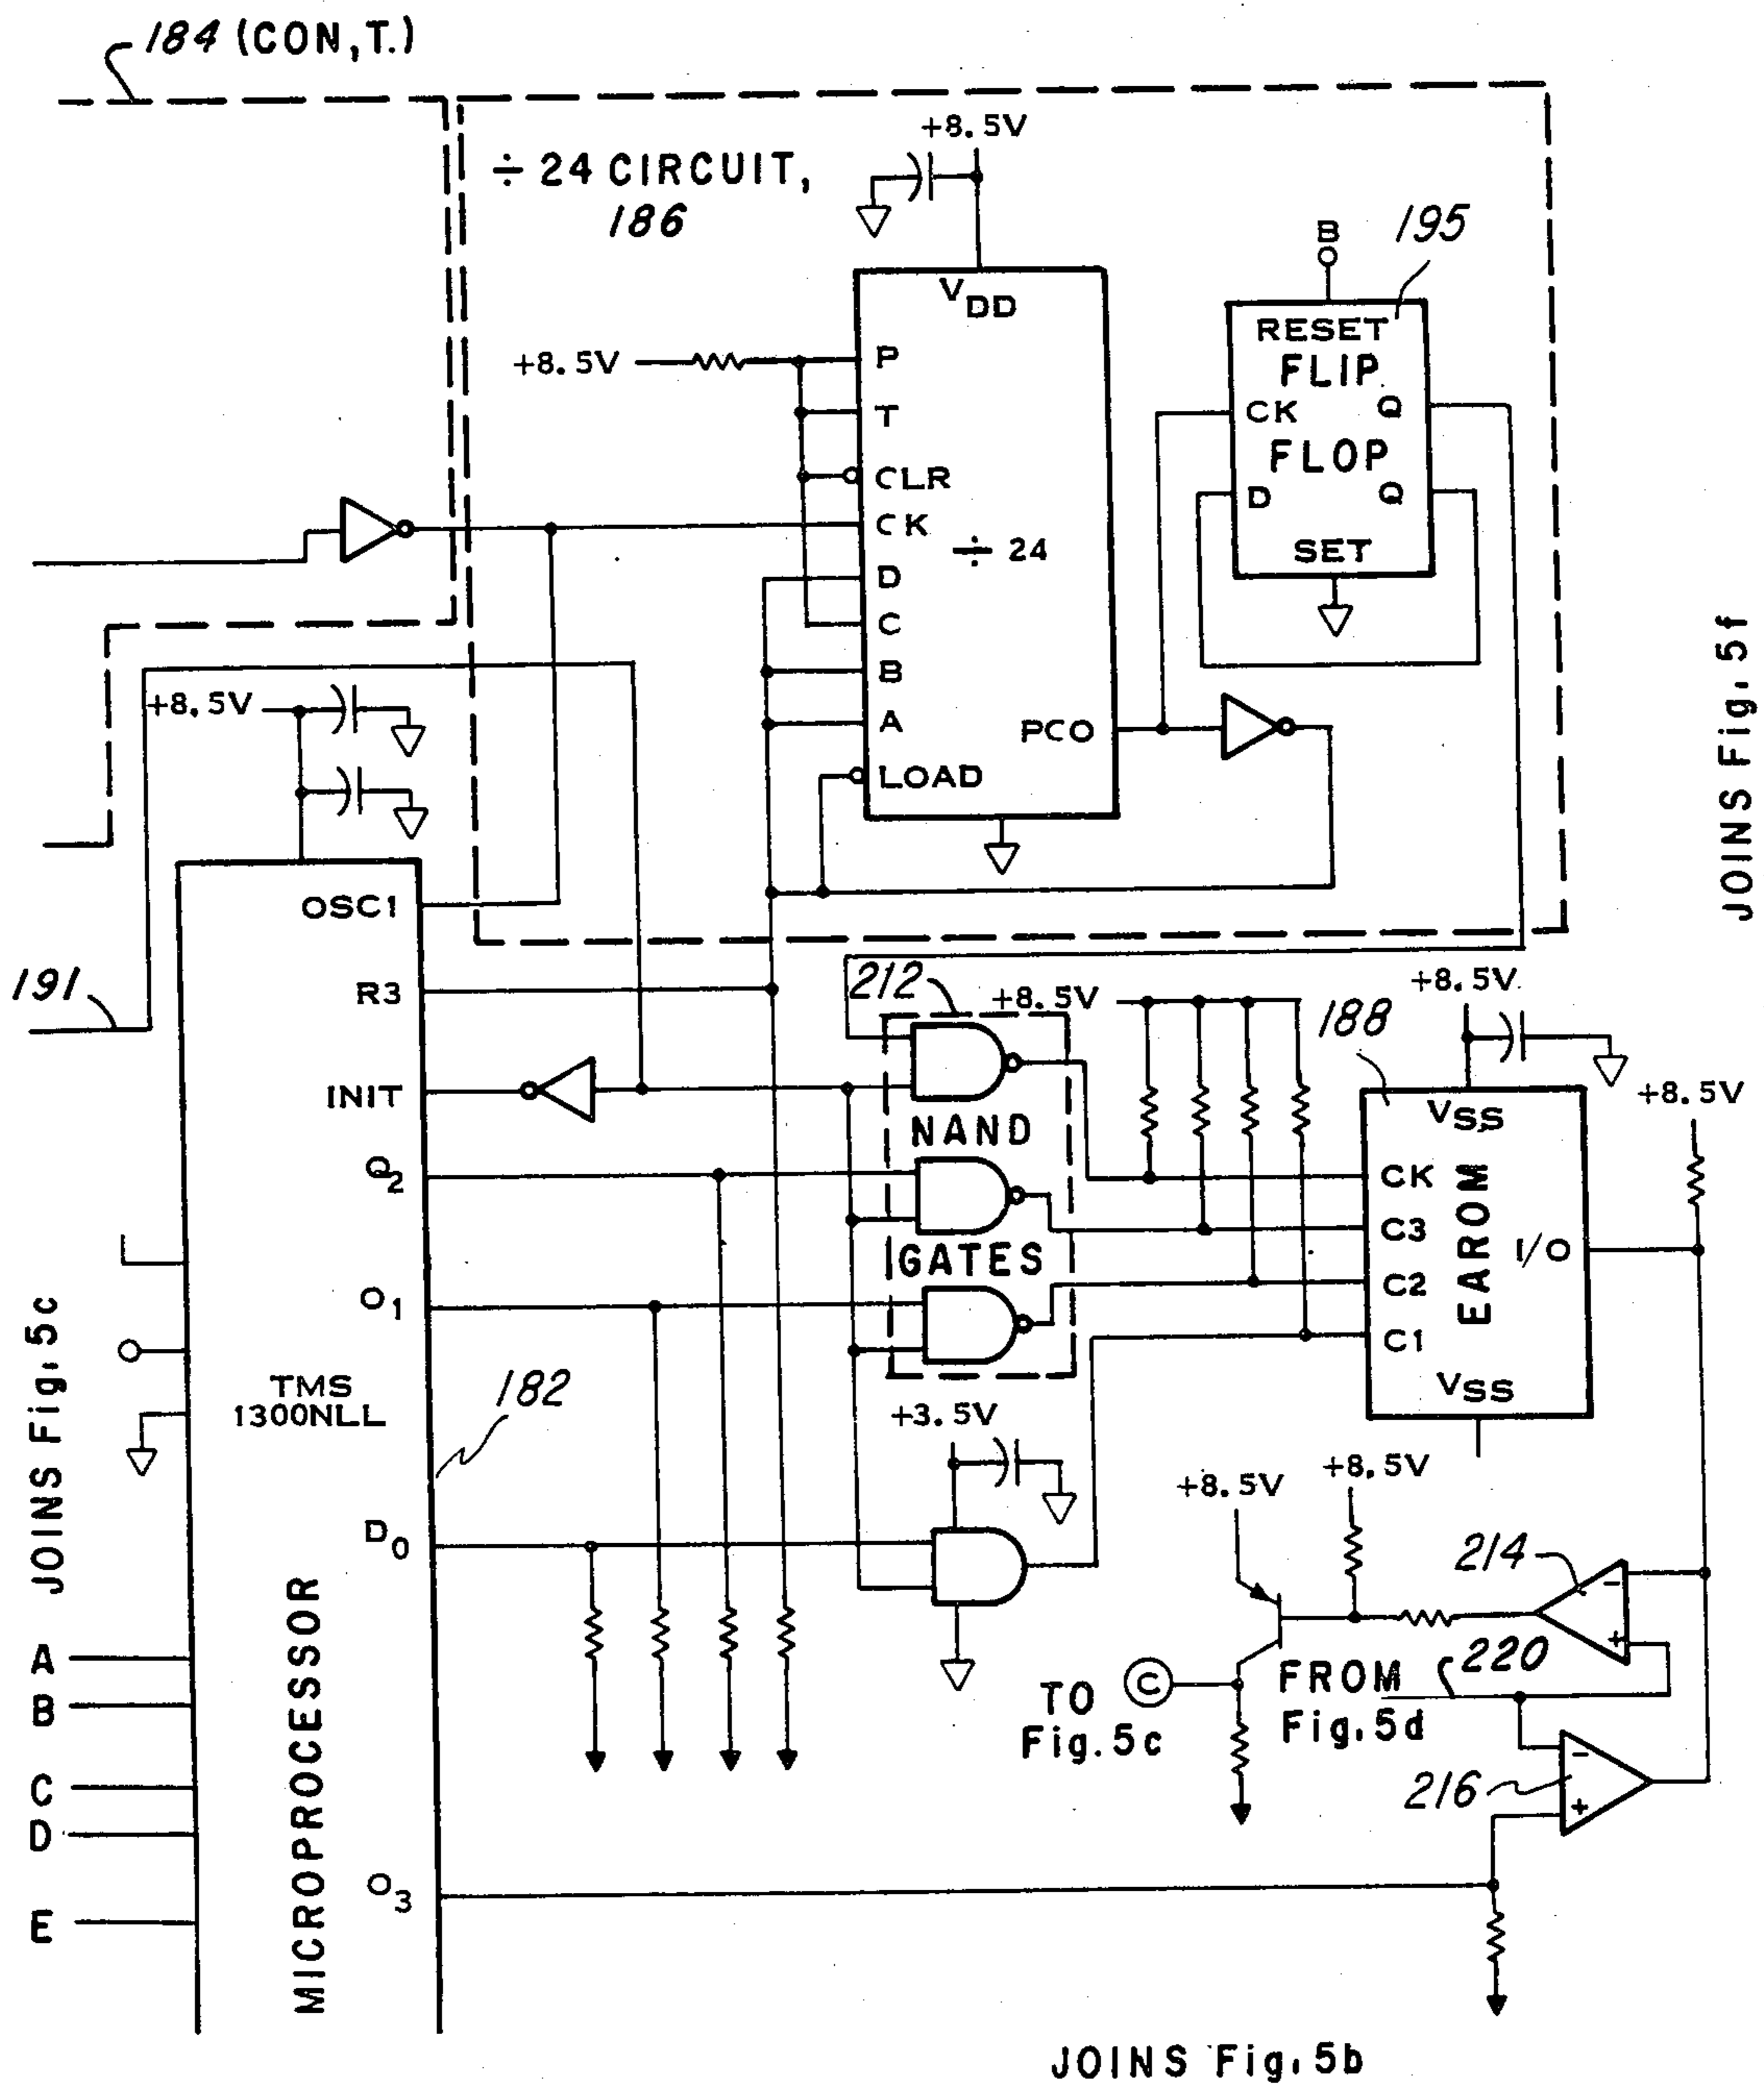 184 (CON,T.)
÷ 24 CIRCUIT,
186
+8.5V
B
195
VDD
RESET
FLIP
CK Q
FLOP
D Q
SET
+8.5V
P
T
CLR
CK
÷ 24
D
C
B
A
PCO
LOAD
JOINS Fig. 5f
+8.5V
OSC1
191
R3
212
+8.5V
188
+8.5V
+8.5V
INIT
NAND
VSS
Q2
CK
C3
EAROM
I/O
GATES
C2
O1
C1
VSS
JOINS Fig. 5c
TMS
1300NLL
182
+3.5V
+8.5V
+8.5V
D0
214
-
+
220
MICROPROCESSOR
A
B
C
D
E
TO
Fig. 5c
C
FROM
Fig. 5d
216
-
+
O3
JOINS Fig. 5b